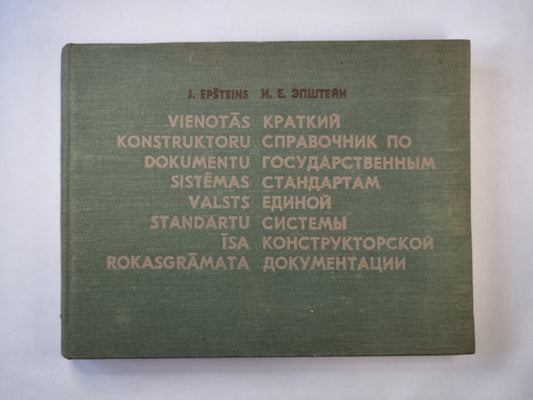 J. EPŠTEINS И. Е. ЭПШТЕЙН
VIENOTĀS КРАТКИЙ
KONSTRUKTORU СПРАВОЧНИК ПО
DOKUMENTU ГОСУДАРСТВЕННЫМ
SISTĒMAS СТАНДАРТАМ
VALSTS ЕДИНОЙ
STANDARTU СИСТЕМЫ
ĪSA КОНСТРУКТОРСКОЙ
ROKASGRĀMATA ДОКУМЕНТАЦИИ